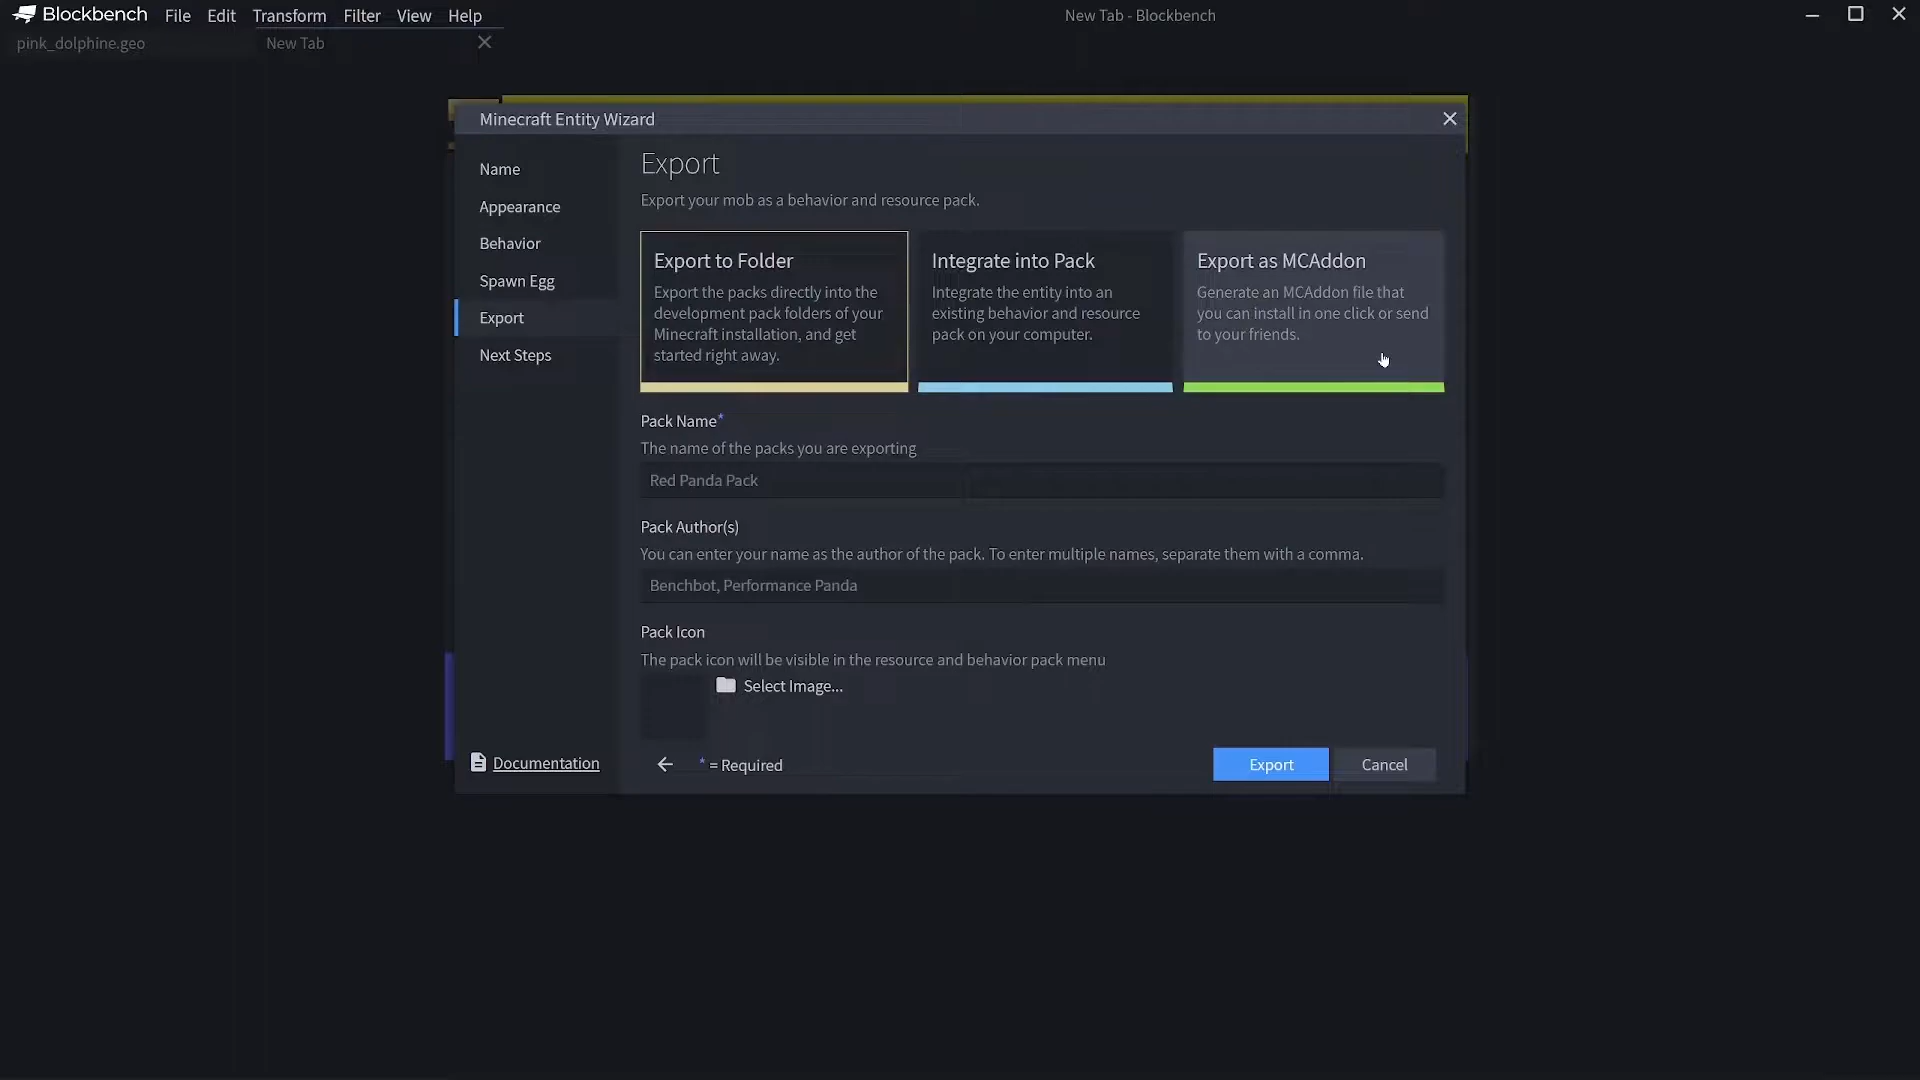 Blockbench File Edit Transform Filter View Help New Tab - Blockbench
pink_dolphine.geo New Tab
Minecraft Entity Wizard
Name
Appearance
Behavior
Spawn Egg
Export
Next Steps
Documentation
Export
Export your mob as a behavior and resource pack.
Export to Folder
Export the packs directly into the
development pack folders of your
Minecraft installation, and get
started right away.
Integrate into Pack
Integrate the entity into an
existing behavior and resource
pack on your computer.
Export as MCAddon
Generate an MCAddon file that
you can install in one click or send
to your friends.
Pack Name*
The name of the packs you are exporting
Red Panda Pack
Pack Author(s)
You can enter your name as the author of the pack. To enter multiple names, separate them with a comma.
Benchbot, Performance Panda
Pack Icon
The pack icon will be visible in the resource and behavior pack menu
Select Image...
* = Required
Export Cancel